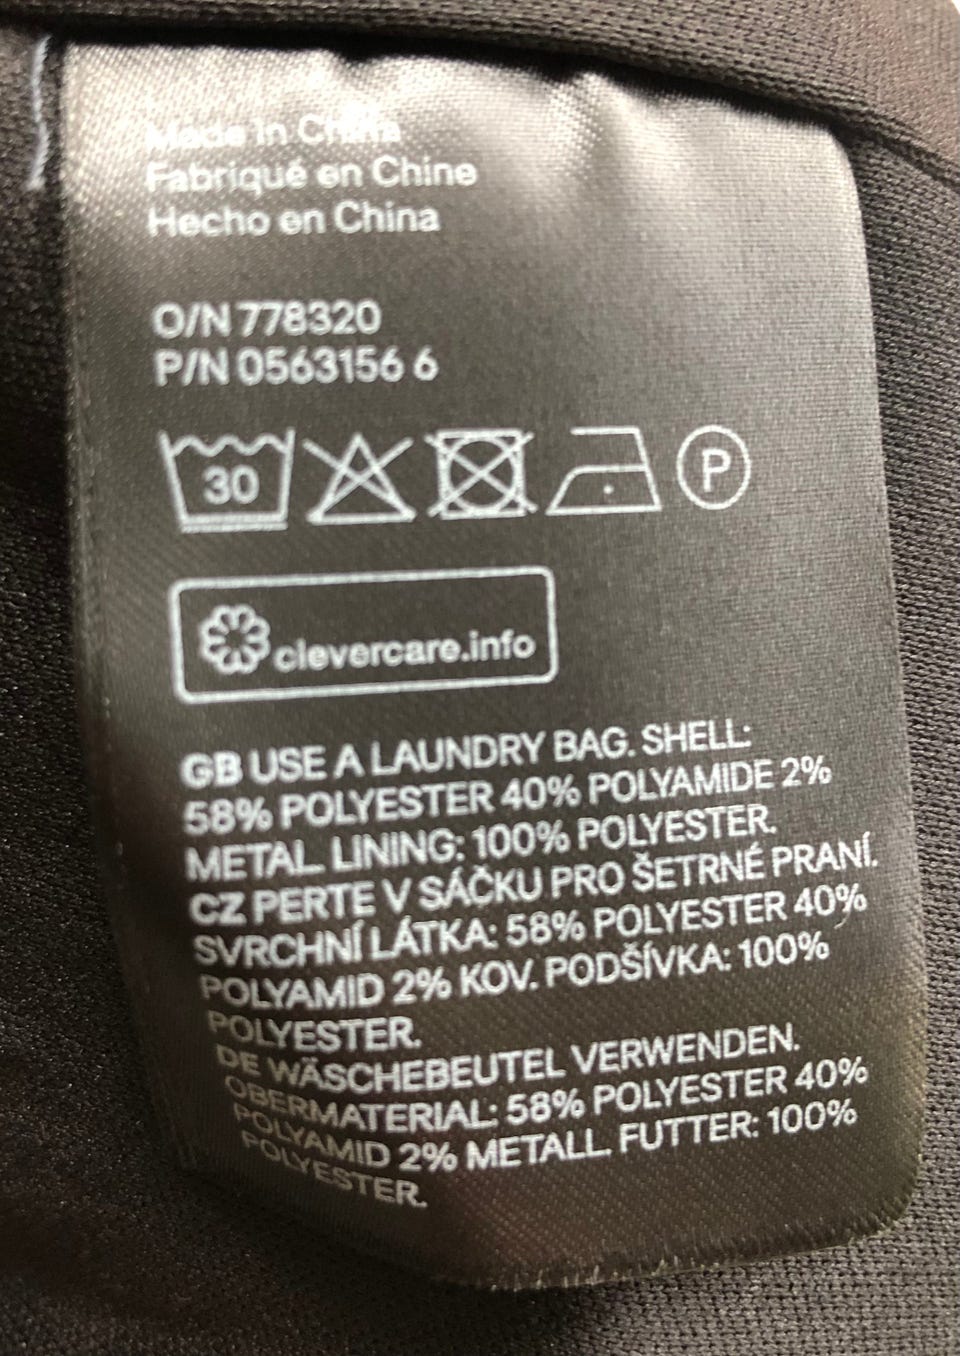 Made in China
Fabriqué en Chine
Hecho en China
O/N 778320
P/N 0563156 6
30 P
clevercare.info
GB USE A LAUNDRY BAG. SHELL:
58% POLYESTER 40% POLYAMIDE 2%
METAL. LINING: 100% POLYESTER.
CZ PERTE V SÁČKU PRO ŠETRNÉ PRANÍ.
SVRCHNÍ LÁTKA: 58% POLYESTER 40%
POLYAMID 2% KOV. PODŠÍVKA: 100%
POLYESTER.
DE WÄSCHEBEUTEL VERWENDEN.
OBERMATERIAL: 58% POLYESTER 40%
POLYAMID 2% METALL. FUTTER: 100%
POLYESTER.